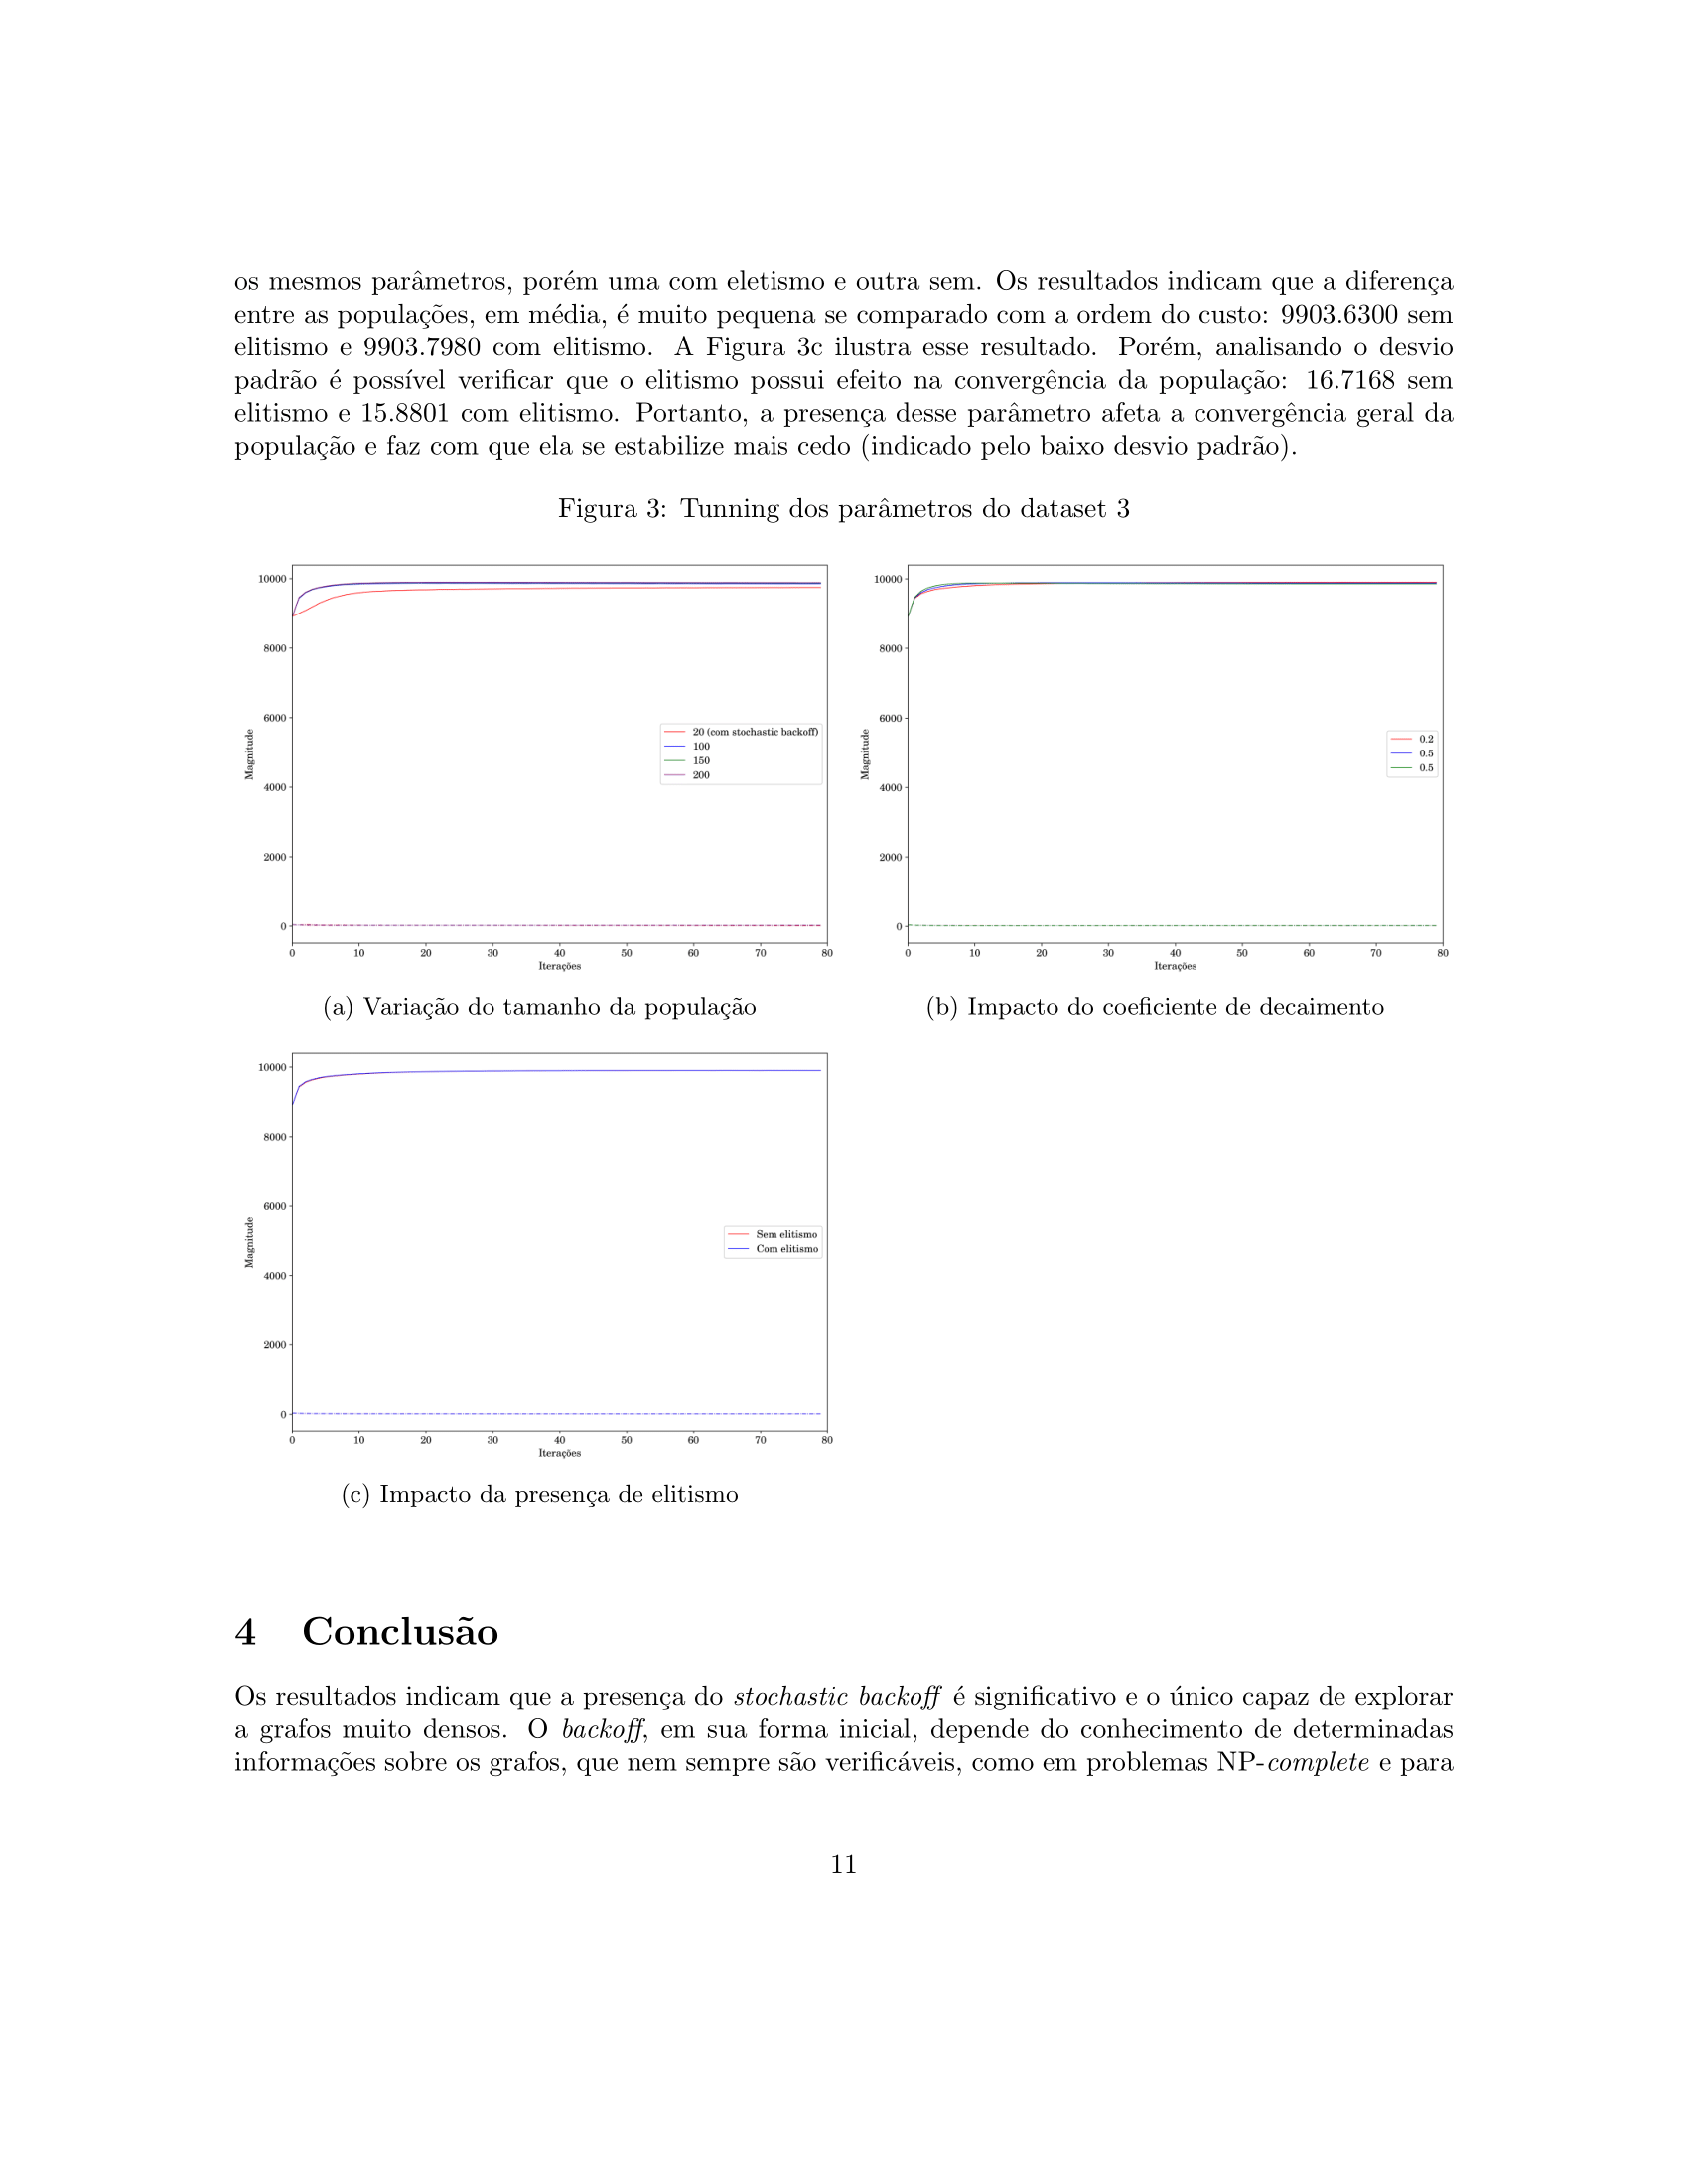 os mesmos parâmetros, porém uma com eletismo e outra sem. Os resultados indicam que a diferença
entre as populações, em média, é muito pequena se comparado com a ordem do custo: 9903.6300 sem
elitismo e 9903.7980 com elitismo. A Figura 3c ilustra esse resultado. Porém, analisando o desvio
padrão é possível verificar que o elitismo possui efeito na convergência da população: 16.7168 sem
elitismo e 15.8801 com elitismo. Portanto, a presença desse parâmetro afeta a convergência geral da
população e faz com que ela se estabilize mais cedo (indicado pelo baixo desvio padrão).
Figura 3: Tunning dos parâmetros do dataset 3
10000
8000
6000
4000
2000
0
Magnitude
20 (com stochastic backoff)
100
150
200
0 10 20 30 40 50 60 70 80
Iterações
(a) Variação do tamanho da população
10000
8000
6000
4000
2000
0
Magnitude
0.2
0.5
0.5
0 10 20 30 40 50 60 70 80
Iterações
(b) Impacto do coeficiente de decaimento
10000
8000
6000
4000
2000
0
Magnitude
Sem elitismo
Com elitismo
0 10 20 30 40 50 60 70 80
Iterações
(c) Impacto da presença de elitismo
4 Conclusão
Os resultados indicam que a presença do stochastic backoff é significativo e o único capaz de explorar
a grafos muito densos. O backoff, em sua forma inicial, depende do conhecimento de determinadas
informações sobre os grafos, que nem sempre são verificáveis, como em problemas NP-complete e para
11